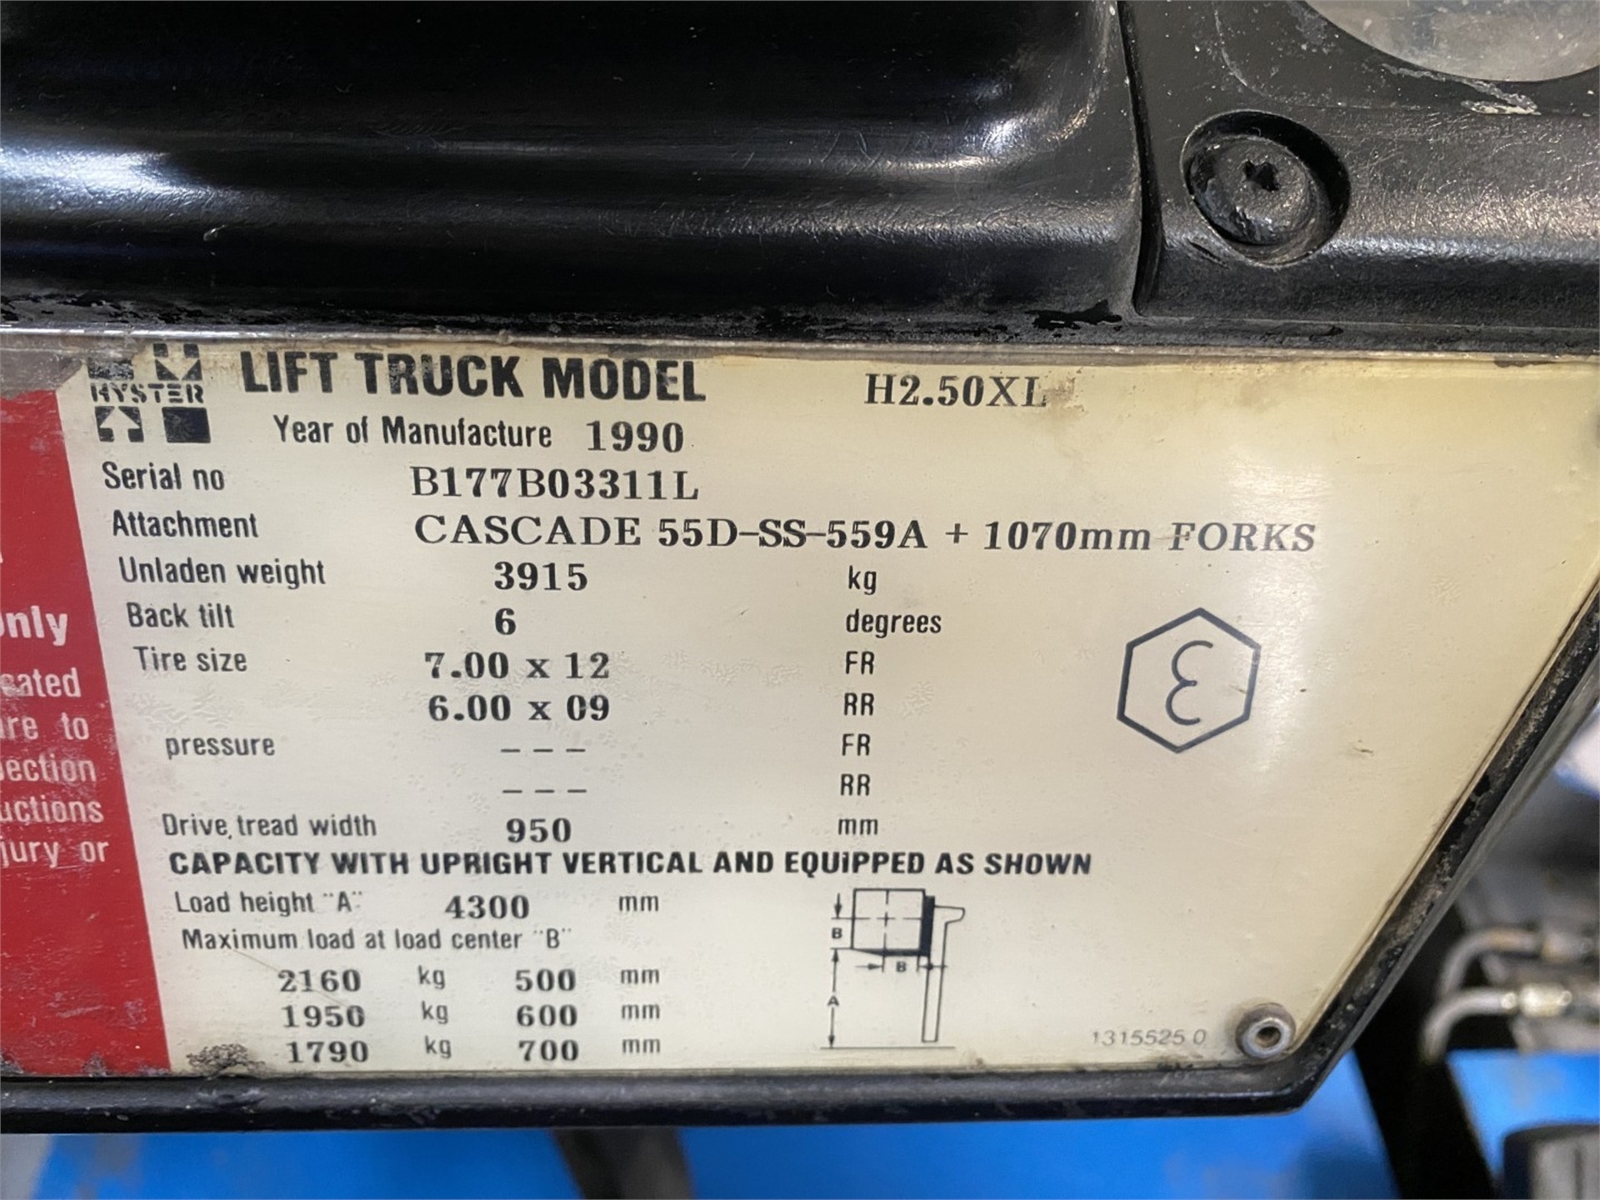 HYSTER LIFT TRUCK MODEL H2.50XL
Year of Manufacture 1990
Serial no B177B03311L
Attachment CASCADE 55D-SS-559A + 1070mm FORKS
Unladen weight 3915 kg
Back tilt 6 degrees
Tire size 7.00 x 12 FR
6.00 x 09 RR
pressure --- FR
--- RR
Drive tread width 950 mm
CAPACITY WITH UPRIGHT VERTICAL AND EQUIPPED AS SHOWN
Load height "A" 4300 mm
Maximum load at load center "B"
2160 kg 500 mm
1950 kg 600 mm
1790 kg 700 mm
B
B
A
1315525 0
Ɛ
to
or